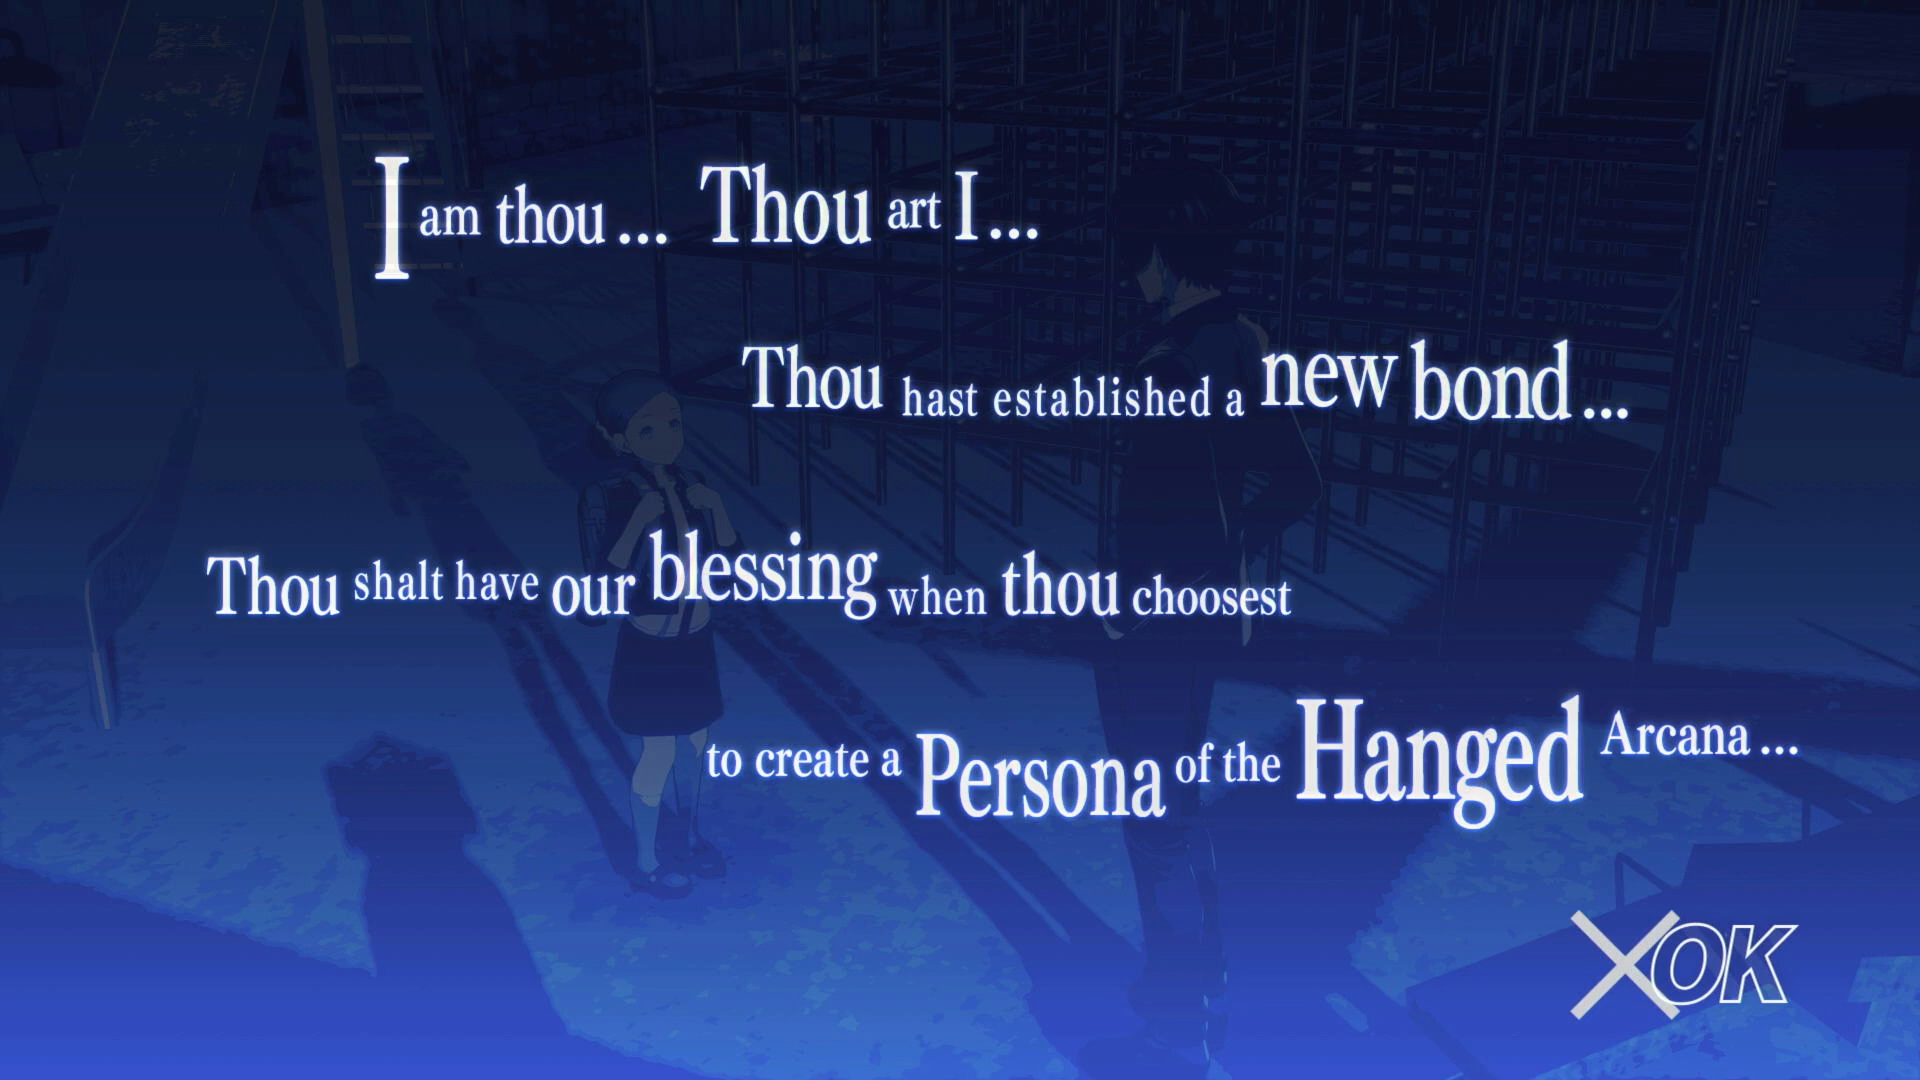 I am thou... Thou art I...
Thou hast established a new bond...
Thou shalt have our blessing when thou choosest
to create a Persona of the Hanged Arcana...
OK